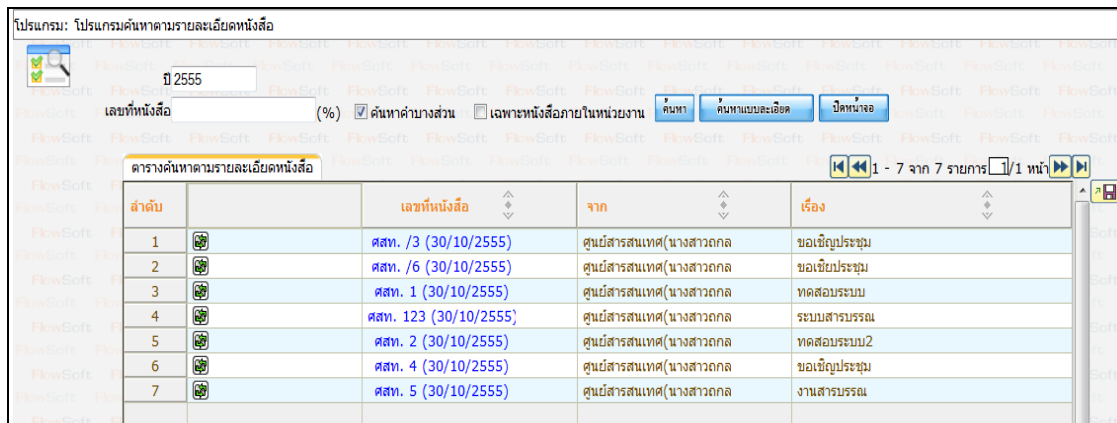 โปรแกรม: โปรแกรมค้นหาตามรายละเอียดหนังสือ
ปี 2555
เลขที่หนังสือ (%) ค้นหาคำบางส่วน เฉพาะหนังสือภายในหน่วยงาน ค้นหา ค้นหาแบบละเอียด ปิดหน้าจอ
ตารางค้นหาตามรายละเอียดหนังสือ 1 - 7 จาก 7 รายการ 1/1 หน้า
ลำดับ เลขที่หนังสือ จาก เรื่อง
1 ศสท. /3 (30/10/2555) ศูนย์สารสนเทศ(นางสาวถกล ขอเชิญประชุม
2 ศสท. /6 (30/10/2555) ศูนย์สารสนเทศ(นางสาวถกล ขอเชิยประชุม
3 ศสท. 1 (30/10/2555) ศูนย์สารสนเทศ(นางสาวถกล ทดสอบระบบ
4 ศสท. 123 (30/10/2555) ศูนย์สารสนเทศ(นางสาวถกล ระบบสารบรรณ
5 ศสท. 2 (30/10/2555) ศูนย์สารสนเทศ(นางสาวถกล ทดสอบระบบ2
6 ศสท. 4 (30/10/2555) ศูนย์สารสนเทศ(นางสาวถกล ขอเชิญประชุม
7 ศสท. 5 (30/10/2555) ศูนย์สารสนเทศ(นางสาวถกล งานสารบรรณ